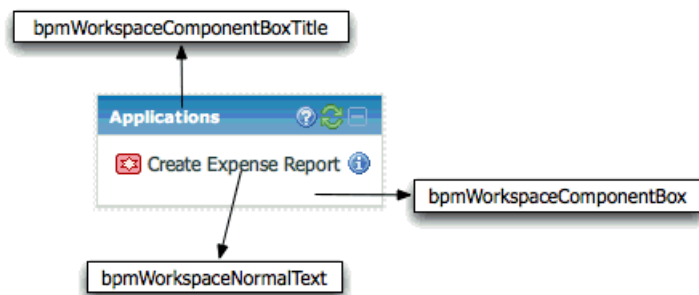 bpmWorkspaceComponentBoxTitle
Applications
Create Expense Report
bpmWorkspaceComponentBox
bpmWorkspaceNormalText